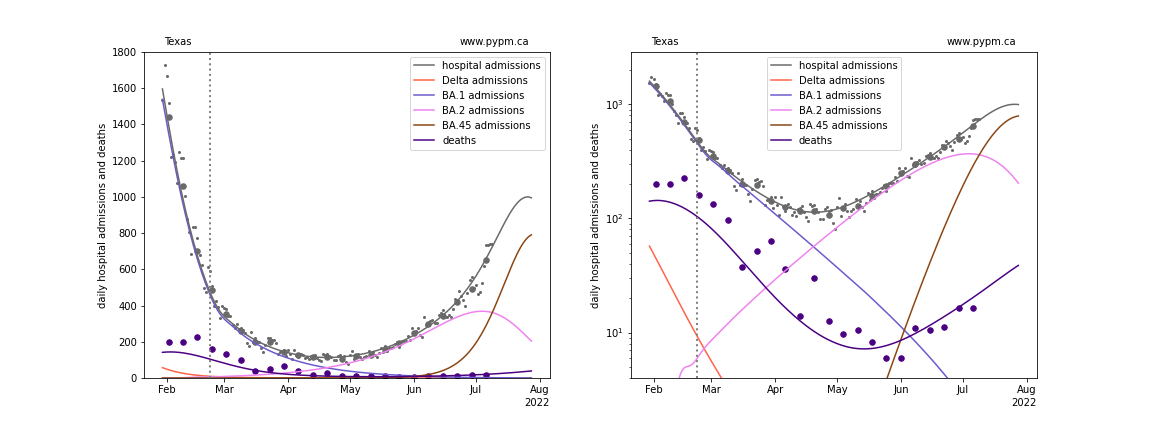 Texas www.pypm.ca
daily hospital admissions and deaths
1800
1600
1400
1200
1000
800
600
400
200
0
hospital admissions
Delta admissions
BA.1 admissions
BA.2 admissions
BA.45 admissions
deaths
Feb Mar Apr May Jun Jul Aug
2022
Texas www.pypm.ca
daily hospital admissions and deaths
10³
10²
10¹
hospital admissions
Delta admissions
BA.1 admissions
BA.2 admissions
BA.45 admissions
deaths
Feb Mar Apr May Jun Jul Aug
2022